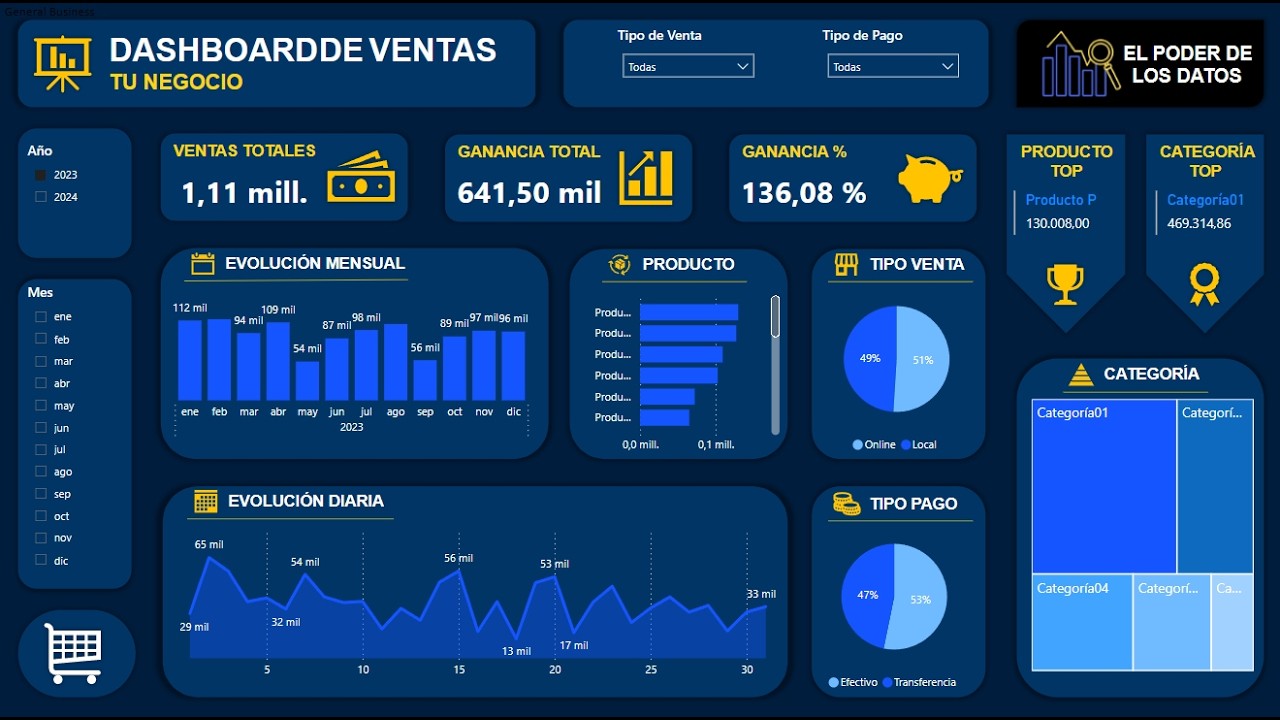 General Business
DASHBOARDDE VENTAS
TU NEGOCIO
Tipo de Venta
Todas
Tipo de Pago
Todas
EL PODER DE
LOS DATOS
Año
2023
2024
VENTAS TOTALES
1,11 mill.
GANANCIA TOTAL
641,50 mil
GANANCIA %
136,08 %
PRODUCTO
TOP
Producto P
130.008,00
CATEGORÍA
TOP
Categoría01
469.314,86
Mes
ene
feb
mar
abr
may
jun
jul
ago
sep
oct
nov
dic
EVOLUCIÓN MENSUAL
112 mil
94 mil
109 mil
54 mil
87 mil
98 mil
56 mil
89 mil
97 mil
96 mil
ene feb mar abr may jun jul ago sep oct nov dic
2023
PRODUCTO
Produ...
Produ...
Produ...
Produ...
Produ...
Produ...
0,0 mill. 0,1 mill.
TIPO VENTA
49% 51%
Online Local
CATEGORÍA
Categoría01
Categorí...
Categoría04
Categorí...
Ca...
EVOLUCIÓN DIARIA
65 mil
29 mil
32 mil
54 mil
56 mil
13 mil
53 mil
17 mil
33 mil
5 10 15 20 25 30
TIPO PAGO
47% 53%
Efectivo Transferencia